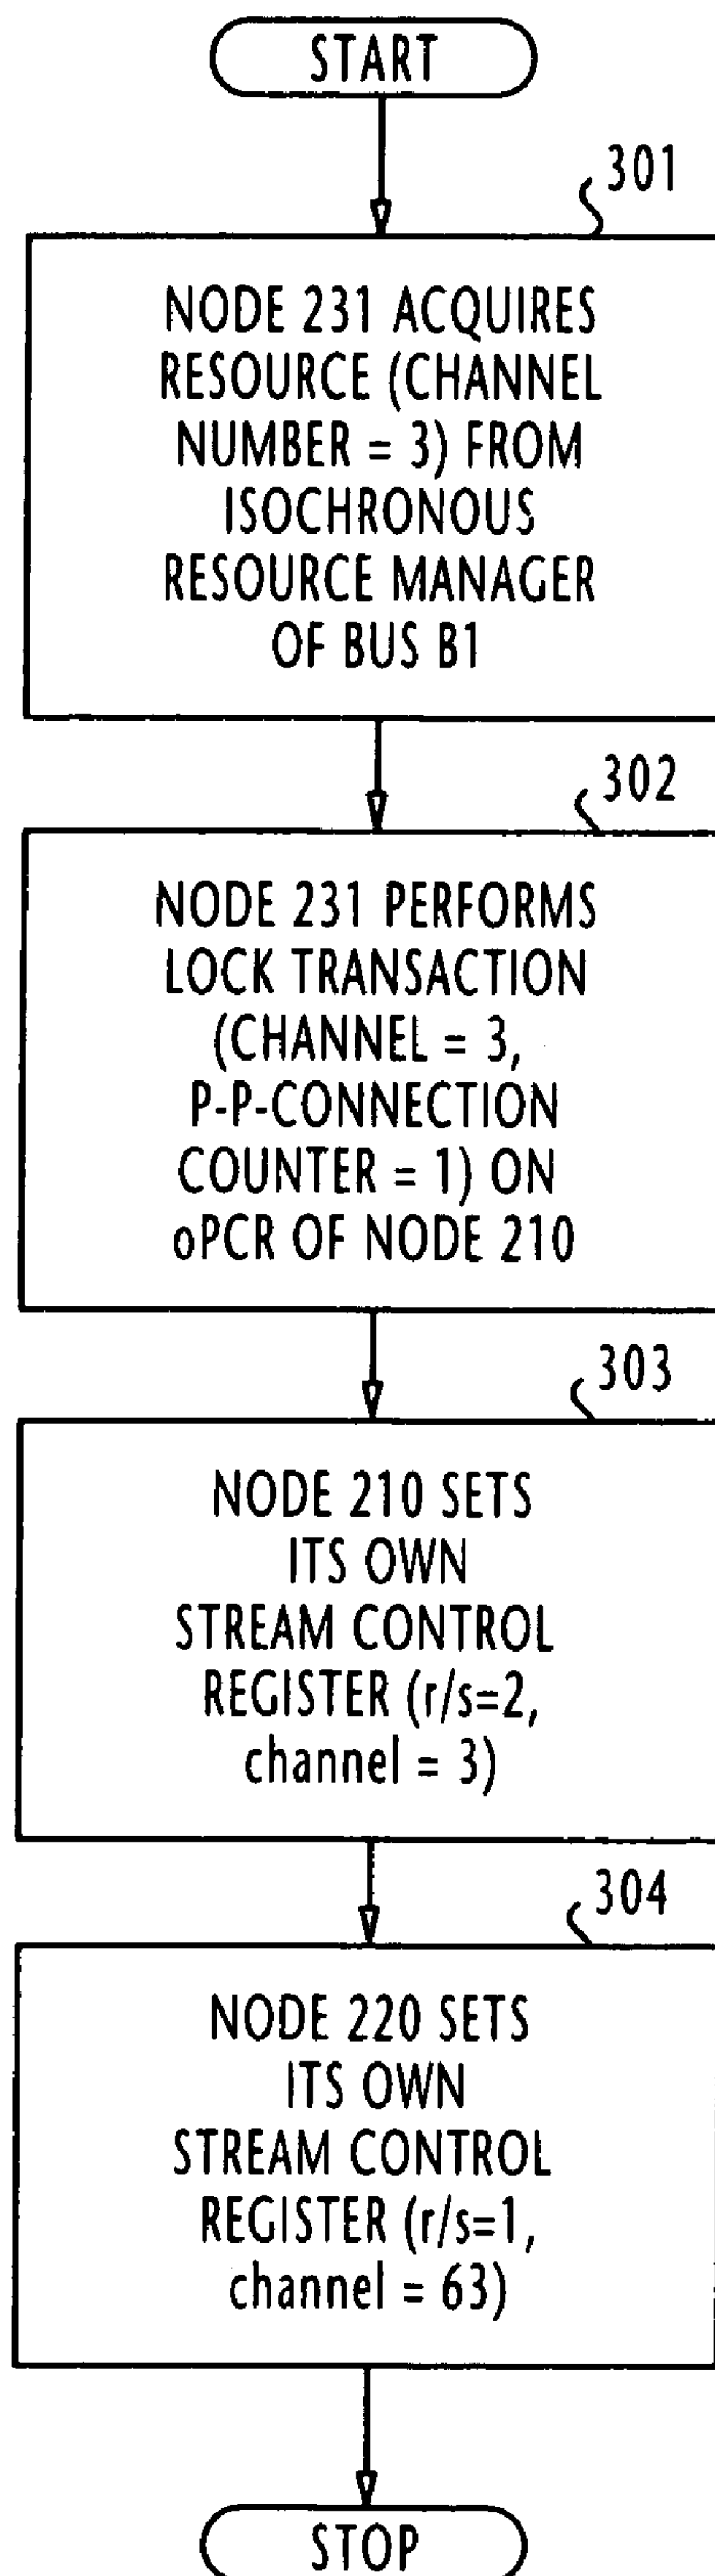 START
301
NODE 231 ACQUIRES
RESOURCE (CHANNEL
NUMBER = 3) FROM
ISOCHRONOUS
RESOURCE MANAGER
OF BUS B1
302
NODE 231 PERFORMS
LOCK TRANSACTION
(CHANNEL = 3,
P-P-CONNECTION
COUNTER = 1) ON
oPCR OF NODE 210
303
NODE 210 SETS
ITS OWN
STREAM CONTROL
REGISTER (r/s=2,
channel = 3)
304
NODE 220 SETS
ITS OWN
STREAM CONTROL
REGISTER (r/s=1,
channel = 63)
STOP